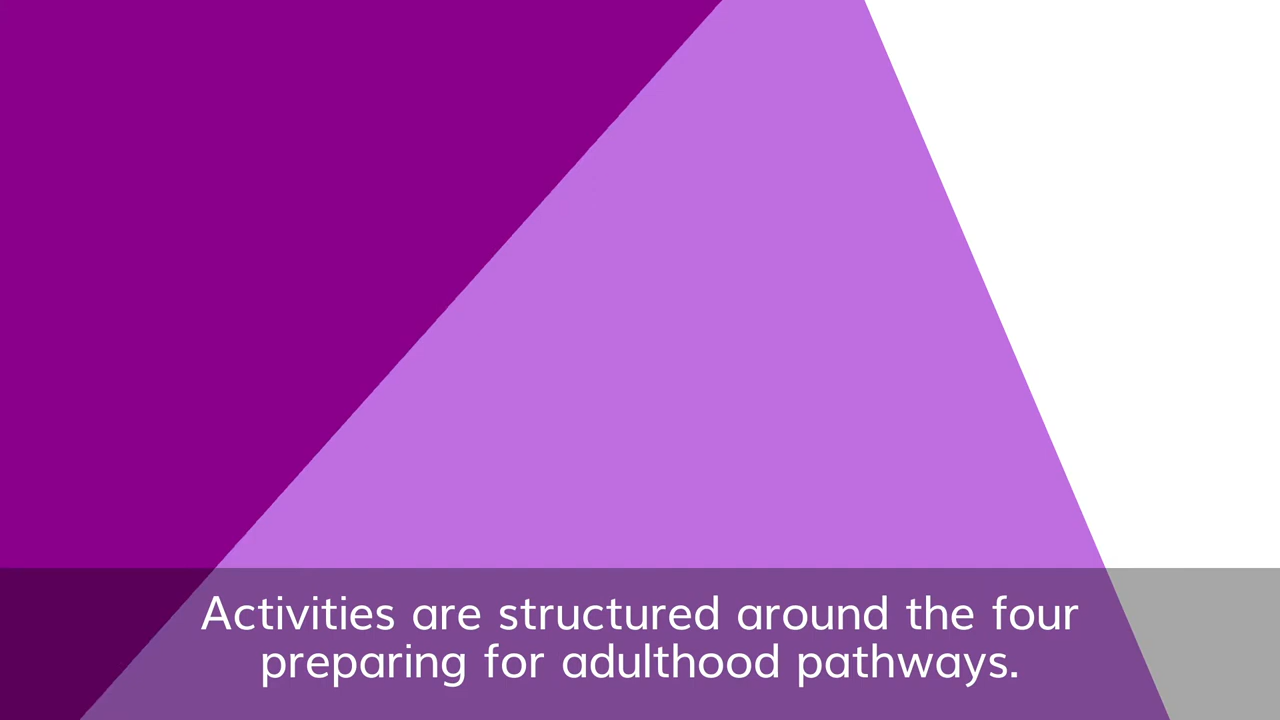 Activities are structured around the four
preparing for adulthood pathways.